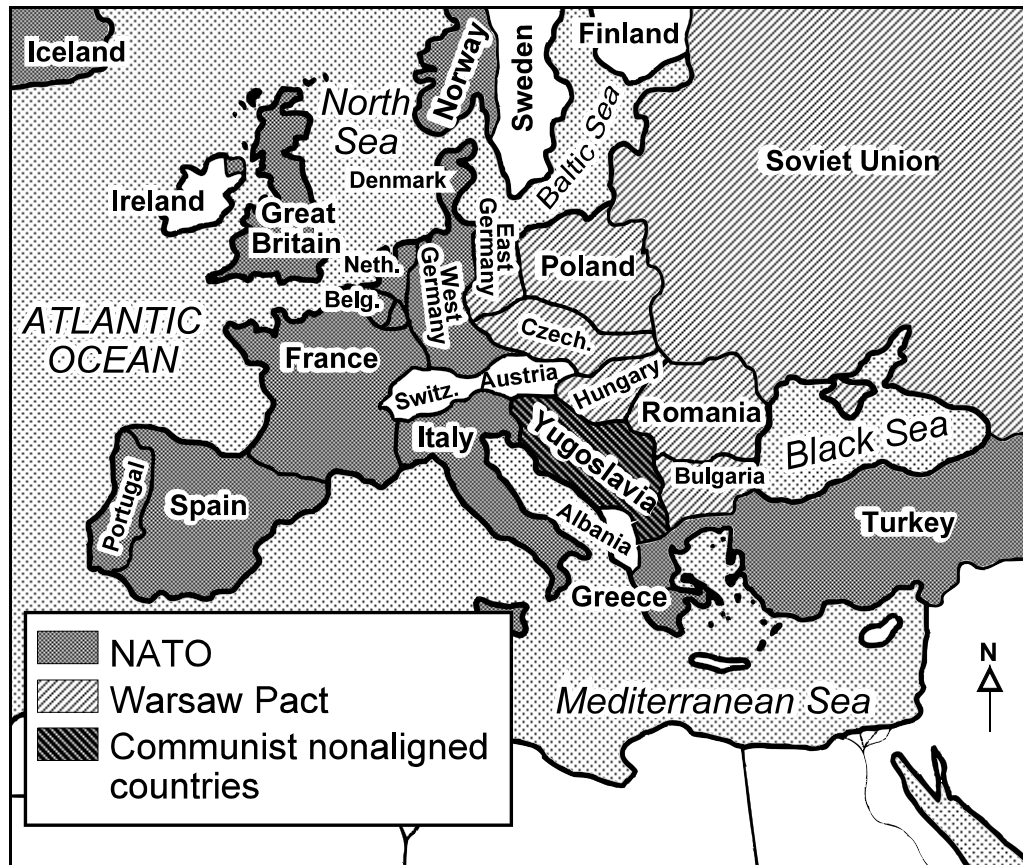 Iceland
Norway
Sweden
Finland
North
Sea
Baltic Sea
Soviet Union
Denmark
Ireland
Great
Britain
East
Germany
Poland
Neth.
West
Germany
Belg.
ATLANTIC
OCEAN
Czech.
France
Switz.
Austria
Hungary
Romania
Italy
Yugoslavia
Black Sea
Bulgaria
Portugal
Spain
Albania
Turkey
Greece
NATO
Warsaw Pact
Communist nonaligned
countries
Mediterranean Sea
N